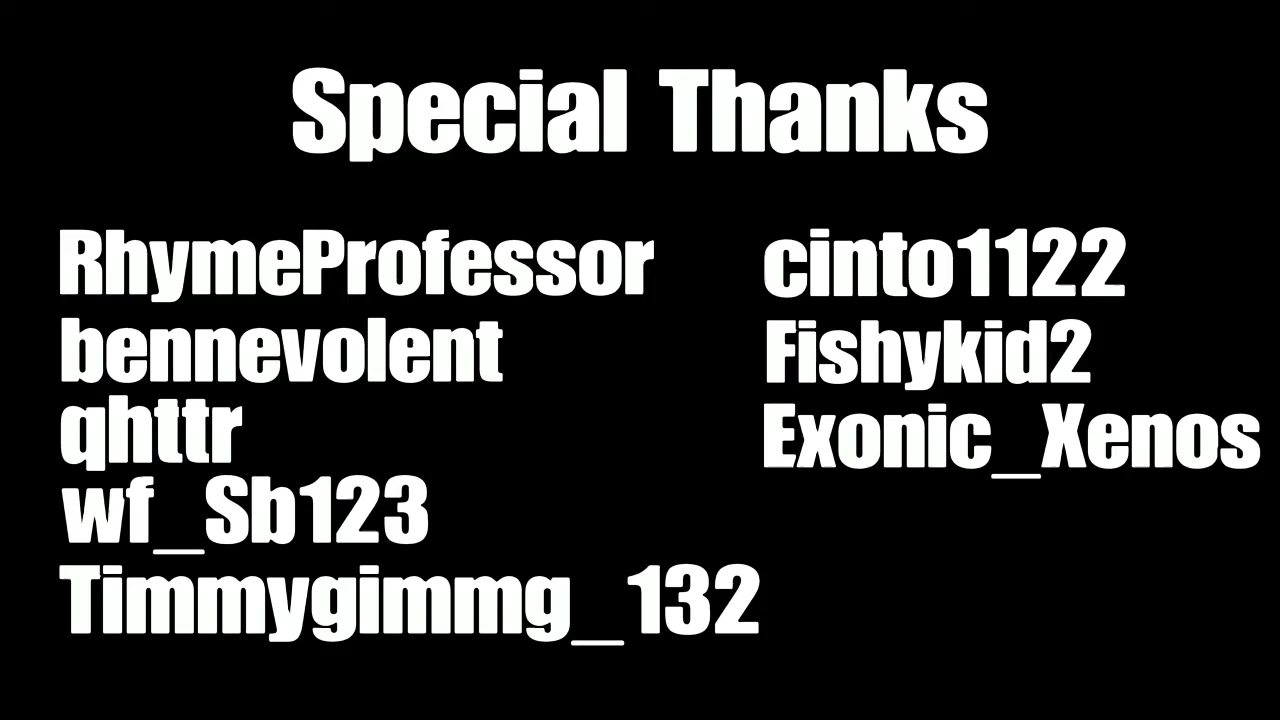 Special Thanks
RhymeProfessor
bennevolent
qhttr
wf_Sb123
Timmygimmg_132
cinto1122
Fishykid2
Exonic_Xenos